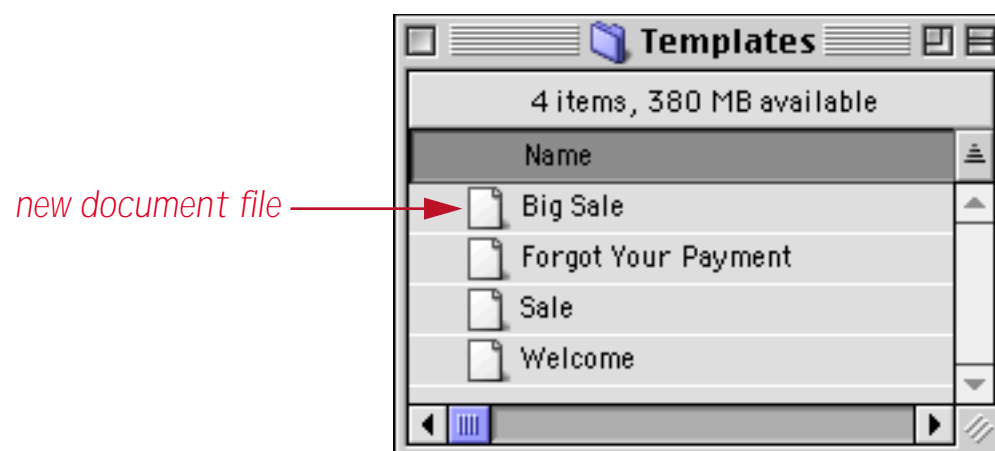 Templates
4 items, 380 MB available
Name
new document file
Big Sale
Forgot Your Payment
Sale
Welcome